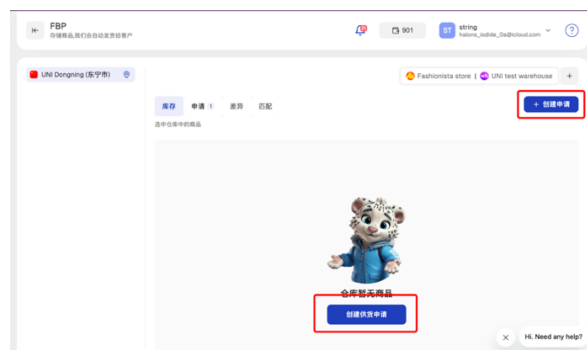 FBP
存储商品,我们会自动发货给客户
901
ST
string
halons_iodide_0a@icloud.com
?
UNI Dongning (东宁市)
Fashionista store | UNI test warehouse
+
库存 申请 1 差异 匹配
+ 创建申请
选中仓库中的商品
仓库暂无商品
创建供货申请
Hi. Need any help?